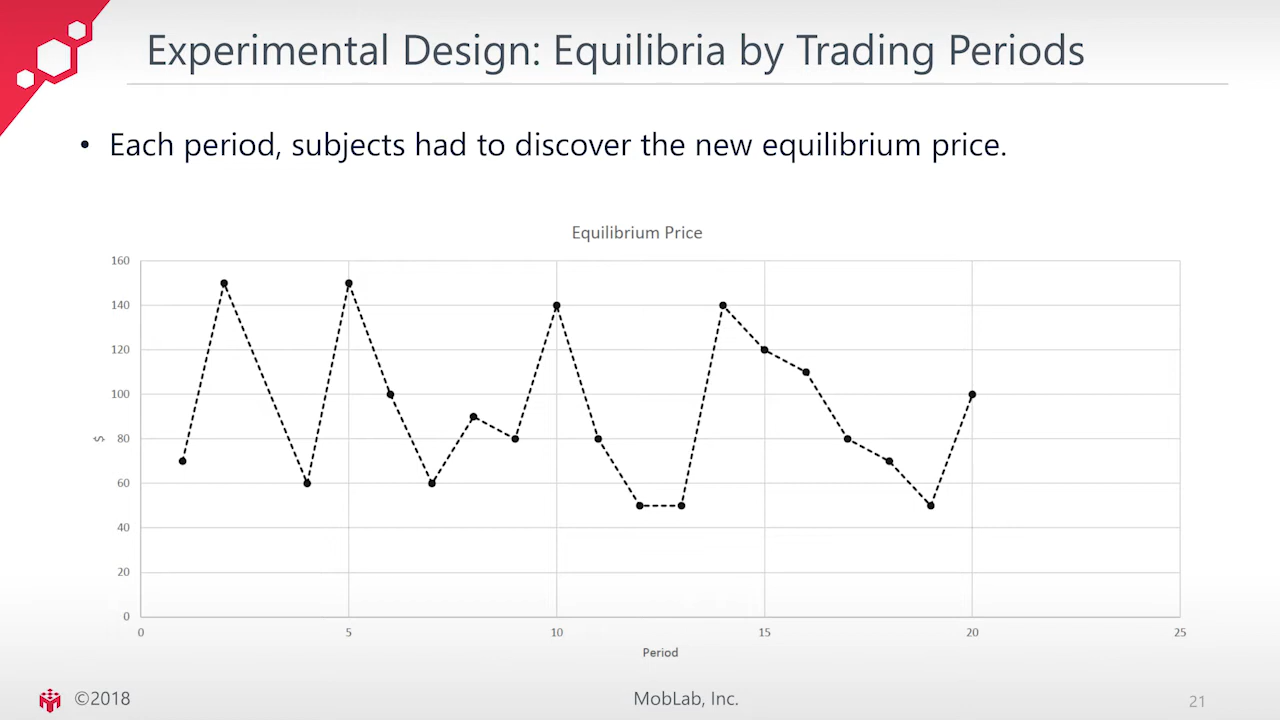 Experimental Design: Equilibria by Trading Periods
• Each period, subjects had to discover the new equilibrium price.
Equilibrium Price
160
140
120
100
80
60
40
20
0
$
0 5 10 15 20 25
Period
©2018 MobLab, Inc. 21